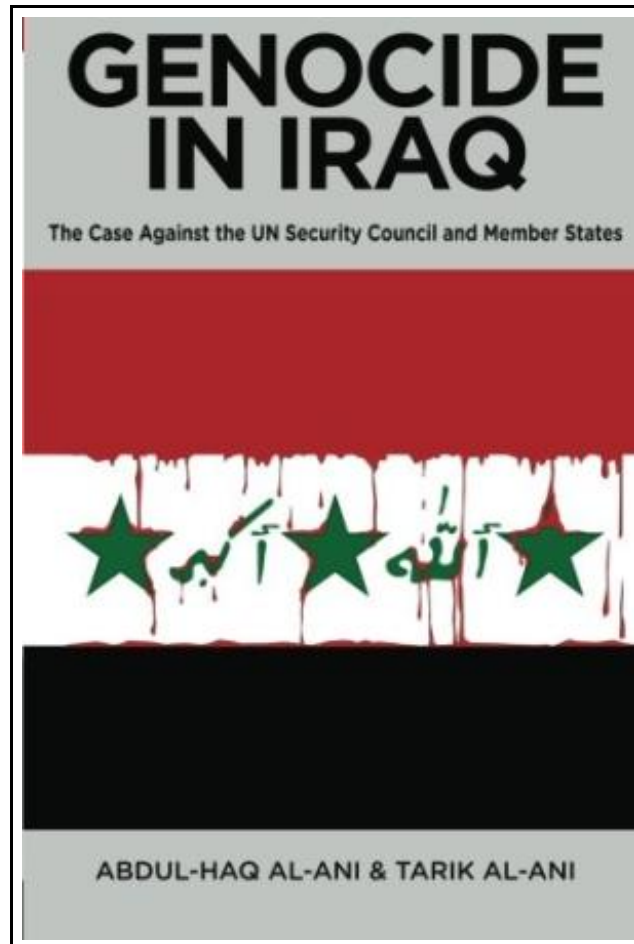 GENOCIDE
IN IRAQ
The Case Against the UN Security Council and Member States
ألله أكبر
ABDUL-HAQ AL-ANI & TARIK AL-ANI